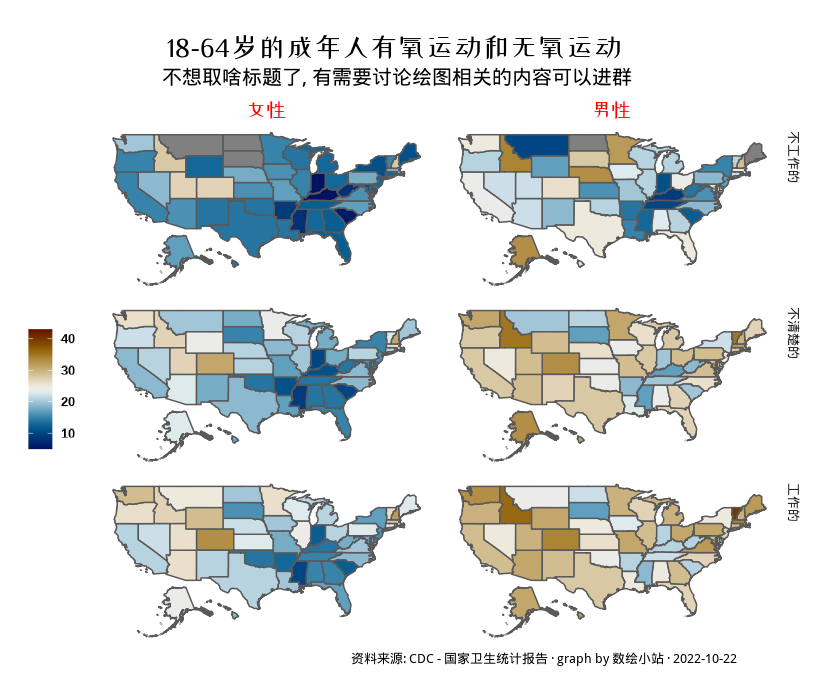 18-64岁的成年人有氧运动和无氧运动
不想取啥标题了, 有需要讨论绘图相关的内容可以进群
女性
男性
不工作的
不清楚的
40
30
20
10
工作的
资料来源: CDC - 国家卫生统计报告 · graph by 数绘小站 · 2022-10-22